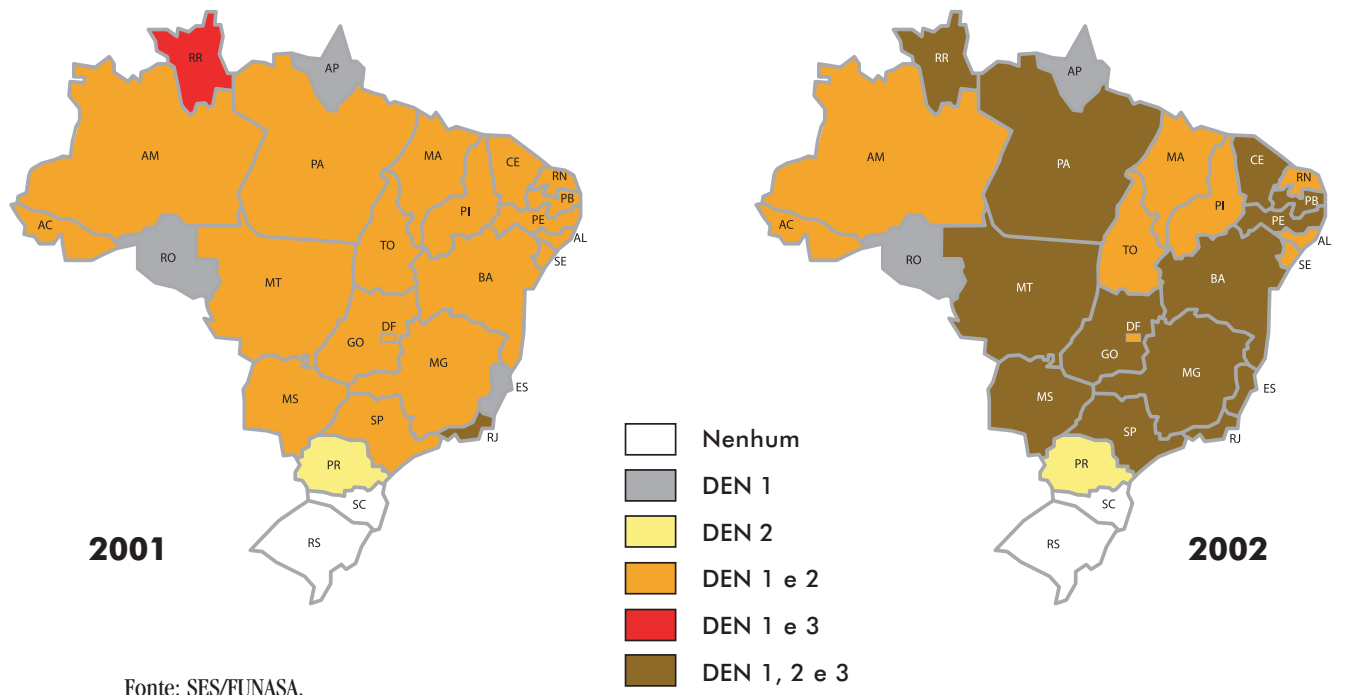 RR
AP
AM
PA
MA
CE
RN
PB
PI
PE
AC
TO
AL
RO
SE
BA
MT
DF
GO
MG
ES
MS
SP
RJ
PR
SC
RS
2001
RR
AP
AM
PA
MA
CE
RN
PB
PI
PE
AC
TO
AL
RO
SE
BA
MT
DF
GO
MG
ES
MS
SP
RJ
PR
SC
RS
2002
Nenhum
DEN 1
DEN 2
DEN 1 e 2
DEN 1 e 3
DEN 1, 2 e 3
Fonte: SES/FUNASA.